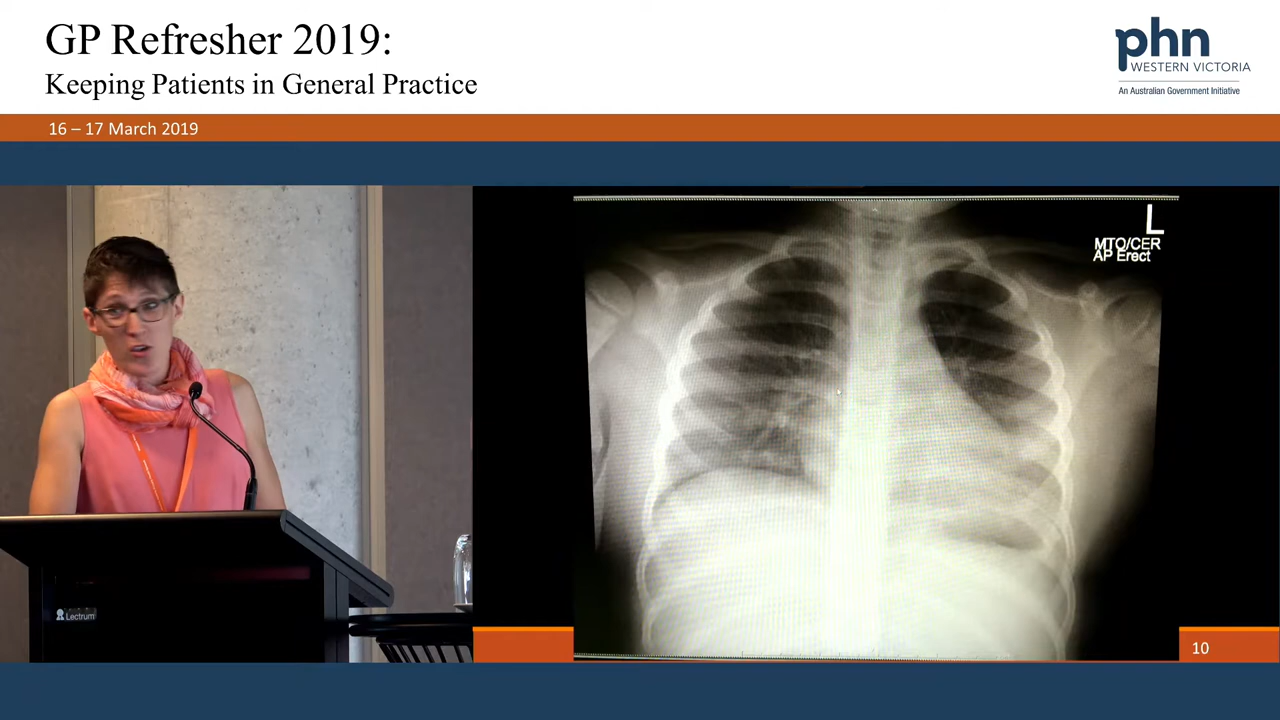 GP Refresher 2019:
Keeping Patients in General Practice
phn
WESTERN VICTORIA
An Australian Government Initiative
16 – 17 March 2019
L
MTO/CER
AP Erect
Lectrum
10